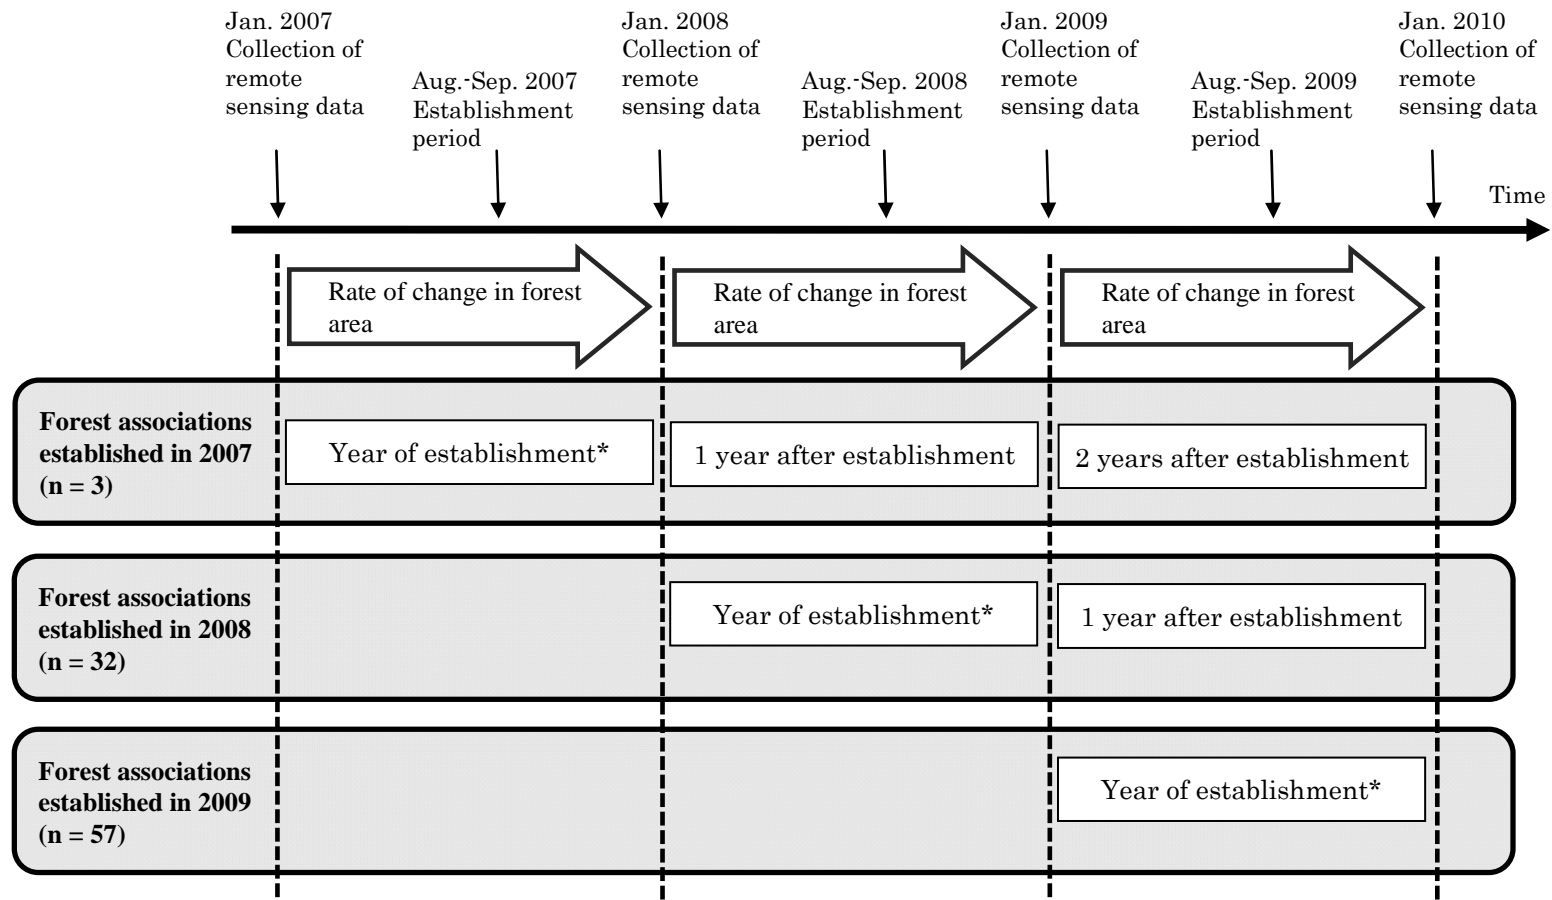 Jan. 2007
Collection of
remote
sensing data
Aug.-Sep. 2007
Establishment
period
Jan. 2008
Collection of
remote
sensing data
Aug.-Sep. 2008
Establishment
period
Jan. 2009
Collection of
remote
sensing data
Aug.-Sep. 2009
Establishment
period
Jan. 2010
Collection of
remote
sensing data
Time
Rate of change in forest
area
Rate of change in forest
area
Rate of change in forest
area
Forest associations
established in 2007
(n = 3)
Year of establishment*
1 year after establishment
2 years after establishment
Forest associations
established in 2008
(n = 32)
Year of establishment*
1 year after establishment
Forest associations
established in 2009
(n = 57)
Year of establishment*